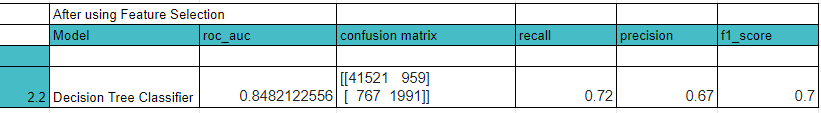 After using Feature Selection
Model roc_auc confusion matrix recall precision f1_score
[[41521 959]
2.2 Decision Tree Classifier 0.8482122556 [ 767 1991]] 0.72 0.67 0.7